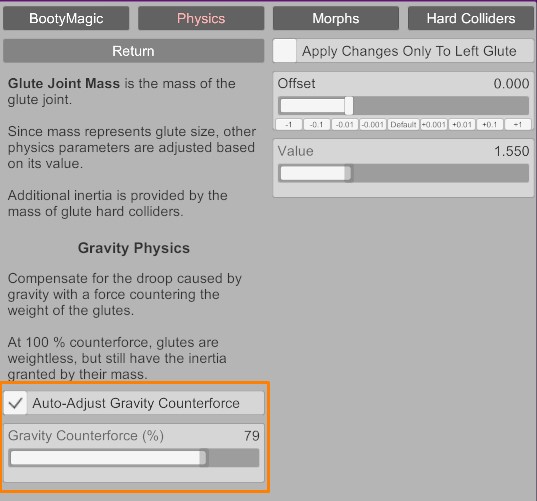 BootyMagic
Physics
Morphs
Hard Colliders
Return
Glute Joint Mass is the mass of the
glute joint.
Since mass represents glute size, other
physics parameters are adjusted based
on its value.
Additional inertia is provided by the
mass of glute hard colliders.
Gravity Physics
Compensate for the droop caused by
gravity with a force countering the
weight of the glutes.
At 100 % counterforce, glutes are
weightless, but still have the inertia
granted by their mass.
Auto-Adjust Gravity Counterforce
Gravity Counterforce (%) 79
Apply Changes Only To Left Glute
Offset 0.000
-1 -0.1 -0.01 -0.001 Default +0.001 +0.01 +0.1 +1
Value 1.550